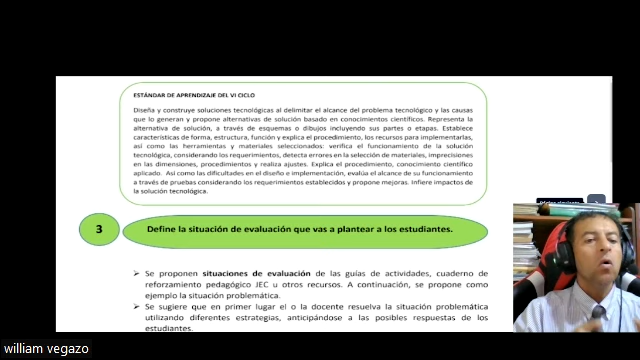 ESTÁNDAR DE APRENDIZAJE DEL VI CICLO
Diseña y construye soluciones tecnológicas al delimitar el alcance del problema tecnológico y las causas
que lo generan y propone alternativas de solución basado en conocimientos científicos. Representa la
alternativa de solución, a través de esquemas o dibujos incluyendo sus partes o etapas. Establece
características de forma, estructura, función y explica el procedimiento, los recursos para implementarlas,
así como las herramientas y materiales seleccionados: verifica el funcionamiento de la solución
tecnológica, considerando los requerimientos, detecta errores en la selección de materiales, imprecisiones
en las dimensiones, procedimientos y realiza ajustes. Explica el procedimiento, conocimiento científico
aplicado. Así como las dificultades en el diseño e implementación, evalúa el alcance de su funcionamiento
a través de pruebas considerando los requerimientos establecidos y propone mejoras. Infiere impactos de
la solución tecnológica.
3
Define la situación de evaluación que vas a plantear a los estudiantes.
➢ Se proponen situaciones de evaluación de las guías de actividades, cuaderno de
reforzamiento pedagógico JEC u otros recursos. A continuación, se propone como
ejemplo la situación problemática.
➢ Se sugiere que en primer lugar el o la docente resuelva la situación problemática
utilizando diferentes estrategias, anticipándose a las posibles respuestas de los
estudiantes.
william vegazo